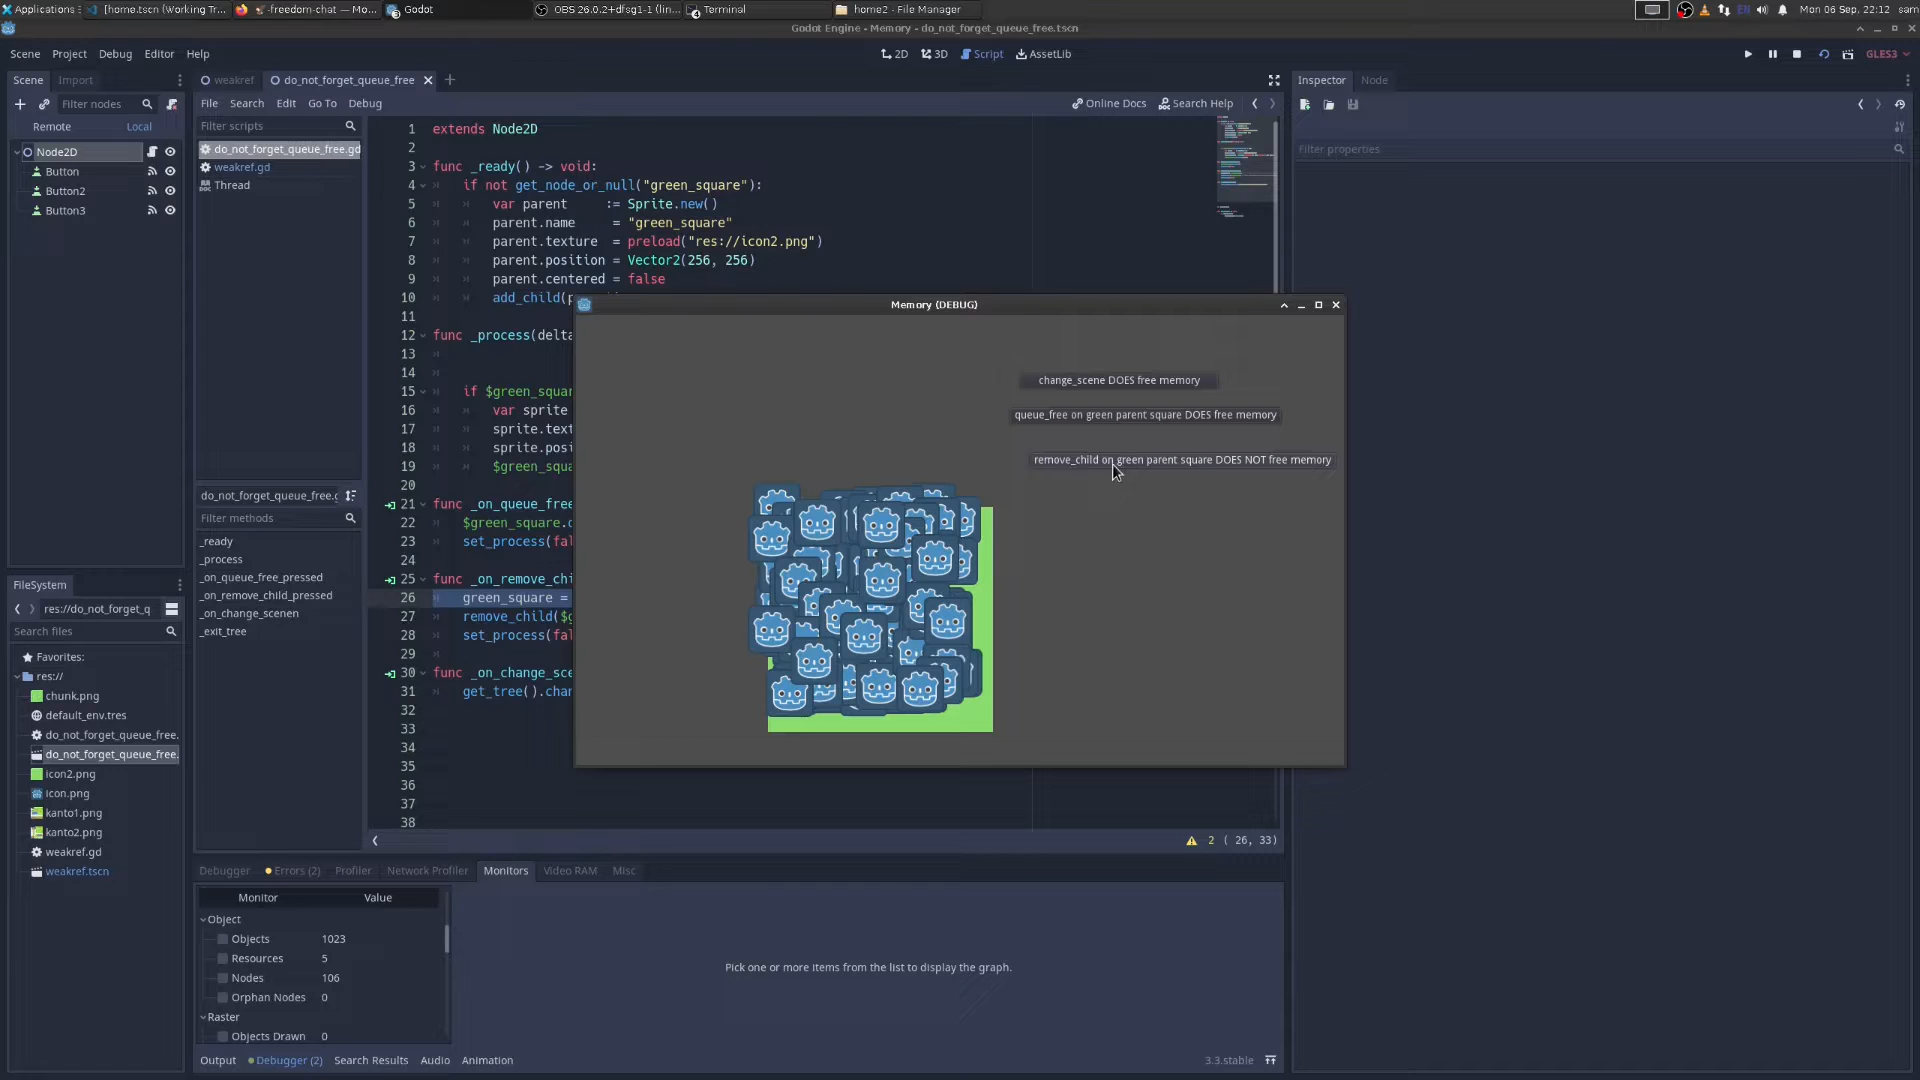 Applications
[home.tscn (Working Tr...
-freedom-chat — Mo...
Godot
OBS 26.0.2+dfsg1-1 (lin...
Terminal
home2 - File Manager
EN
Mon 06 Sep, 22:12
sam
Godot Engine - Memory - do_not_forget_queue_free.tscn
Scene Project Debug Editor Help
2D 3D Script AssetLib
GLES3
Scene Import
Filter nodes
Remote Local
Node2D
Button
Button2
Button3
FileSystem
res://do_not_forget_q
Search files
Favorites:
res://
chunk.png
default_env.tres
do_not_forget_queue_free.
do_not_forget_queue_free.
icon2.png
icon.png
kanto1.png
kanto2.png
weakref.gd
weakref.tscn
weakref do_not_forget_queue_free
File Search Edit Go To Debug
Online Docs Search Help
Filter scripts
do_not_forget_queue_free.gd
weakref.gd
Thread
do_not_forget_queue_free.g
Filter methods
_ready
_process
_on_queue_free_pressed
_on_remove_child_pressed
_on_change_scenen
_exit_tree
1 extends Node2D
2
3 func _ready() -> void:
4 if not get_node_or_null("green_square"):
5 var parent := Sprite.new()
6 parent.name = "green_square"
7 parent.texture = preload("res://icon2.png")
8 parent.position = Vector2(256, 256)
9 parent.centered = false
10 add_child(p
11
12 func _process(delta
13
14
15 if $green_squar
16 var sprite
17 sprite.text
18 sprite.posi
19 $green_squa
20
21 func _on_queue_free
22 $green_square.
23 set_process(fal
24
25 func _on_remove_chi
26 green_square =
27 remove_child($g
28 set_process(fal
29
30 func _on_change_sce
31 get_tree().chan
32
33
34
35
36
37
38
2 ( 26, 33)
Memory (DEBUG)
change_scene DOES free memory
queue_free on green parent square DOES free memory
remove_child on green parent square DOES NOT free memory
Debugger Errors (2) Profiler Network Profiler Monitors Video RAM Misc
Monitor Value
Object
Objects 1023
Resources 5
Nodes 106
Orphan Nodes 0
Raster
Objects Drawn 0
Pick one or more items from the list to display the graph.
Output Debugger (2) Search Results Audio Animation
3.3.stable
Inspector Node
Filter properties